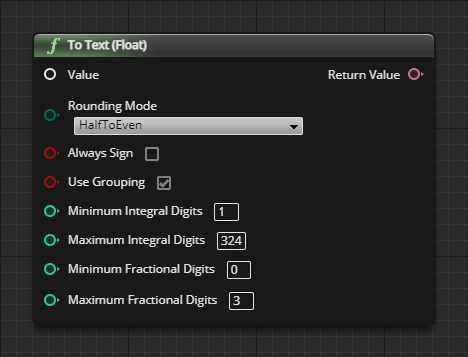 f To Text (Float)
Value Return Value
Rounding Mode
HalfToEven
Always Sign
Use Grouping
Minimum Integral Digits 1
Maximum Integral Digits 324
Minimum Fractional Digits 0
Maximum Fractional Digits 3